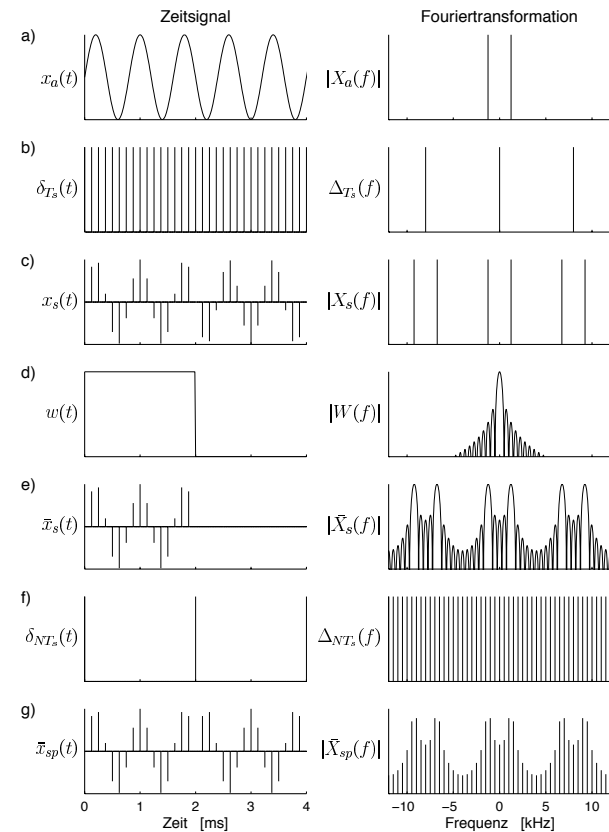 Zeitsignal Fouriertransformation
a)
x_a(t) |X_a(f)|
b)
δ_{T_s}(t) Δ_{T_s}(f)
c)
x_s(t) |X_s(f)|
d)
w(t) |W(f)|
e)
x̄_s(t) |X̄_s(f)|
f)
δ_{NT_s}(t) Δ_{NT_s}(f)
g)
x̄_{sp}(t) |X̄_{sp}(f)|
0 1 2 3 4 −10 −5 0 5 10
Zeit [ms] Frequenz [kHz]